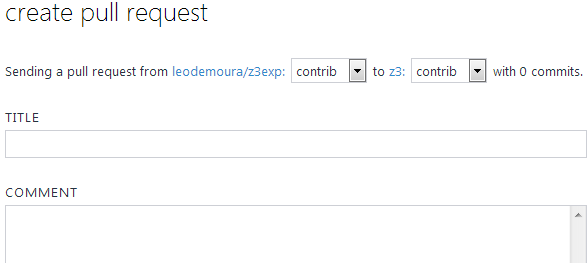 create pull request
Sending a pull request from leodemoura/z3exp: contrib to z3: contrib with 0 commits.
TITLE
COMMENT